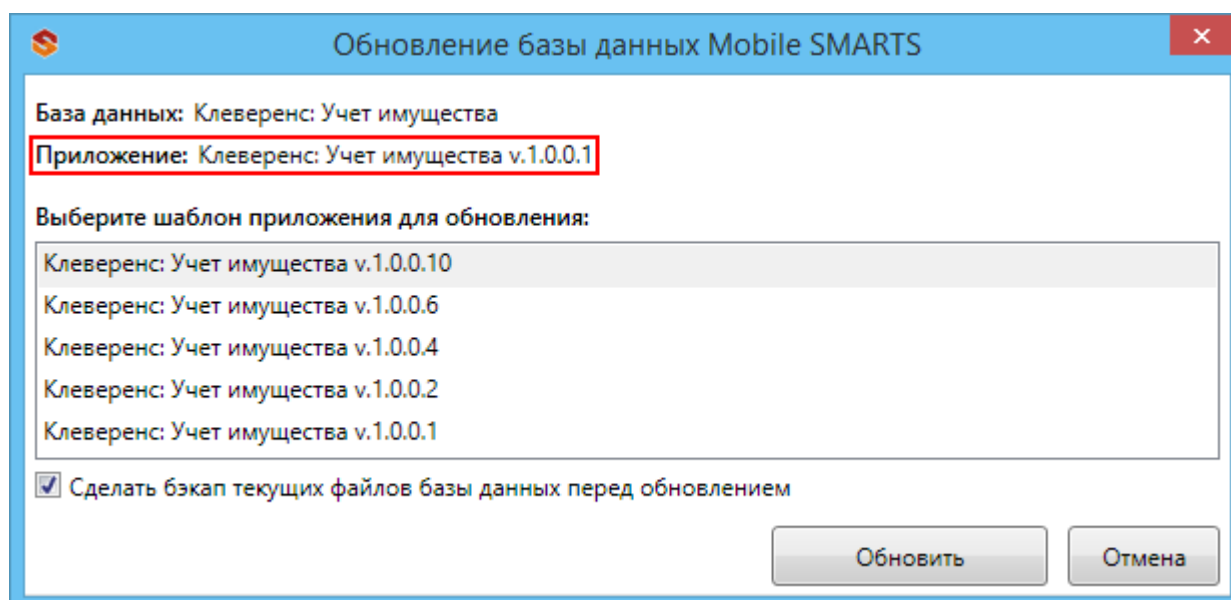 Обновление базы данных Mobile SMARTS
База данных: Клеверенс: Учет имущества
Приложение: Клеверенс: Учет имущества v.1.0.0.1
Выберите шаблон приложения для обновления:
Клеверенс: Учет имущества v.1.0.0.10
Клеверенс: Учет имущества v.1.0.0.6
Клеверенс: Учет имущества v.1.0.0.4
Клеверенс: Учет имущества v.1.0.0.2
Клеверенс: Учет имущества v.1.0.0.1
Сделать бэкап текущих файлов базы данных перед обновлением
Обновить Отмена